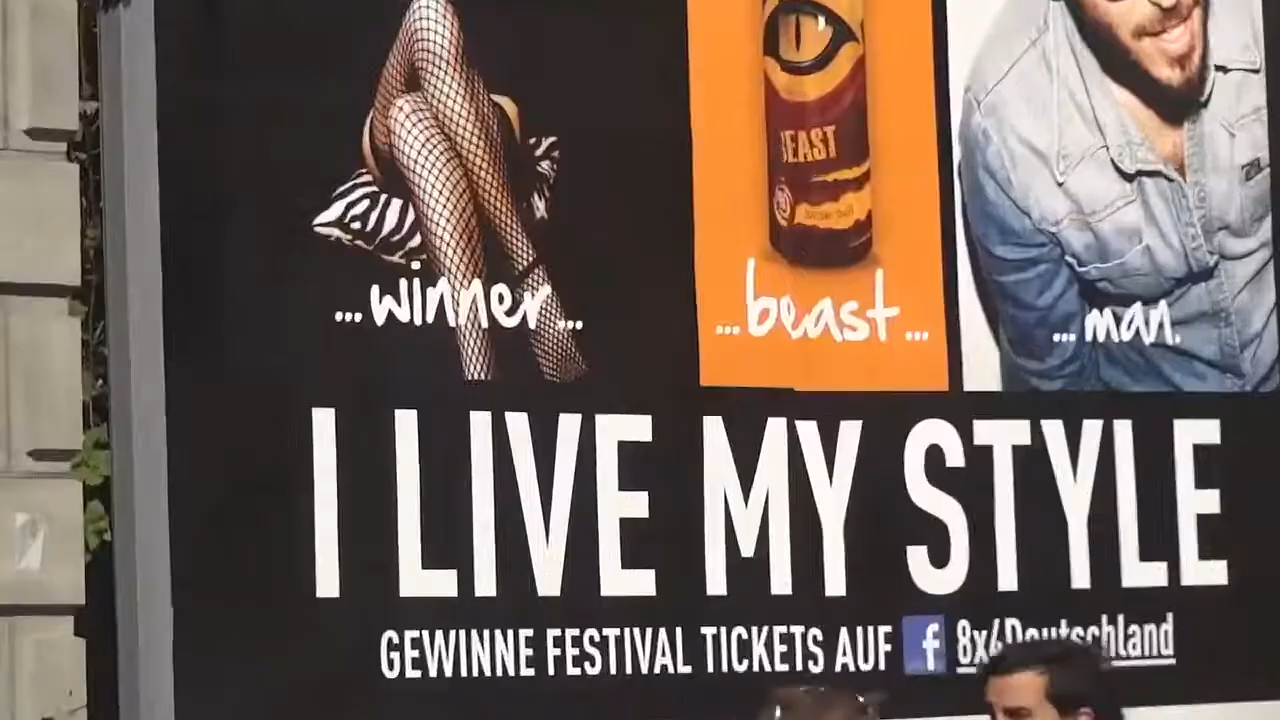 ...winner...
BEAST
...beast...
...man.
I LIVE MY STYLE
GEWINNE FESTIVAL TICKETS AUF f 8x4Deutschland